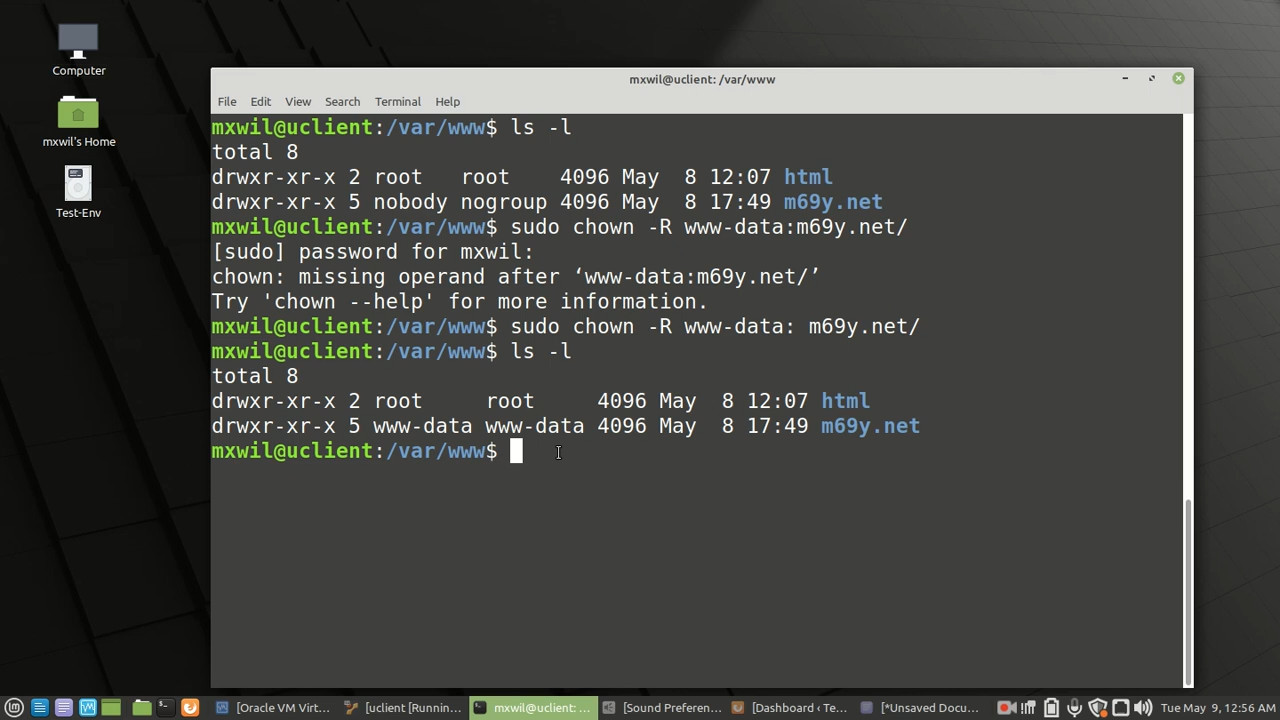 Computer
mxwil's Home
Test-Env
mxwil@uclient: /var/www
File Edit View Search Terminal Help
mxwil@uclient:/var/www$ ls -l
total 8
drwxr-xr-x 2 root   root    4096 May  8 12:07 html
drwxr-xr-x 5 nobody nogroup 4096 May  8 17:49 m69y.net
mxwil@uclient:/var/www$ sudo chown -R www-data:m69y.net/
[sudo] password for mxwil:
chown: missing operand after ‘www-data:m69y.net/’
Try 'chown --help' for more information.
mxwil@uclient:/var/www$ sudo chown -R www-data: m69y.net/
mxwil@uclient:/var/www$ ls -l
total 8
drwxr-xr-x 2 root     root     4096 May  8 12:07 html
drwxr-xr-x 5 www-data www-data 4096 May  8 17:49 m69y.net
mxwil@uclient:/var/www$
[Oracle VM Virt... [uclient [Runnin... mxwil@uclient: ... [Sound Preferen... [Dashboard ‹ Te... [*Unsaved Docu... Tue May 9, 12:56 AM